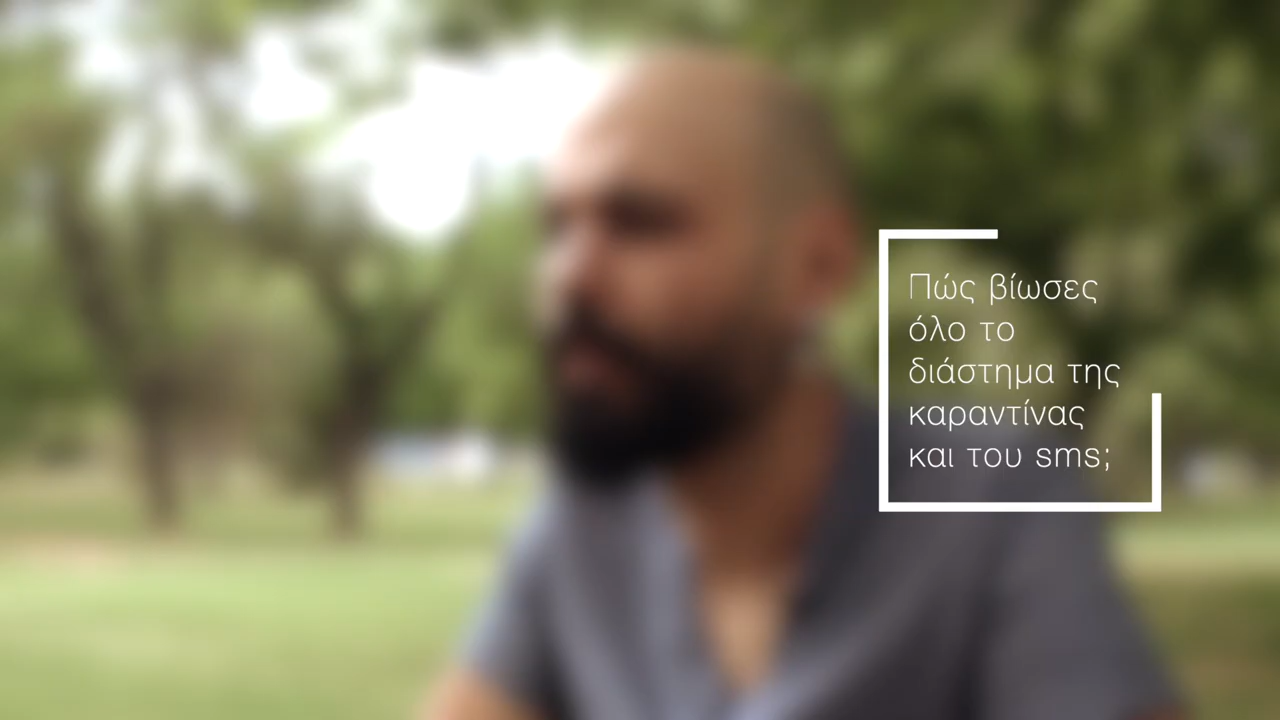 Πώς βίωσες
όλο το
διάστημα της
καραντίνας
και του sms;